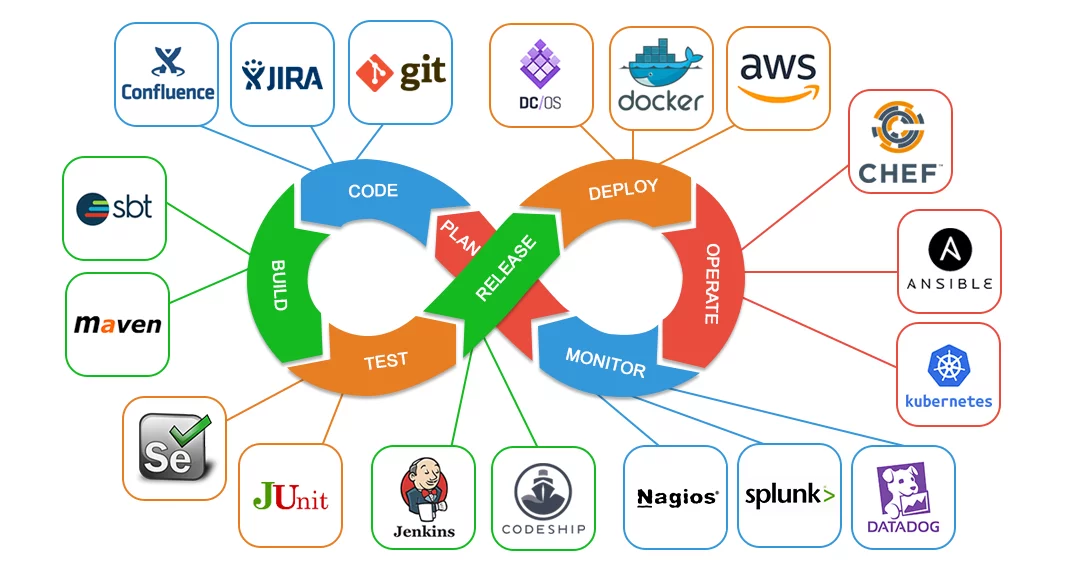 Confluence
JIRA
git
DC/OS
docker
aws
CHEF™
sbt
CODE
DEPLOY
PLAN
RELEASE
BUILD
OPERATE
ANSIBLE
maven
TEST
MONITOR
kubernetes
Se
JUnit
Jenkins
CODESHIP
Nagios®
splunk>
DATADOG